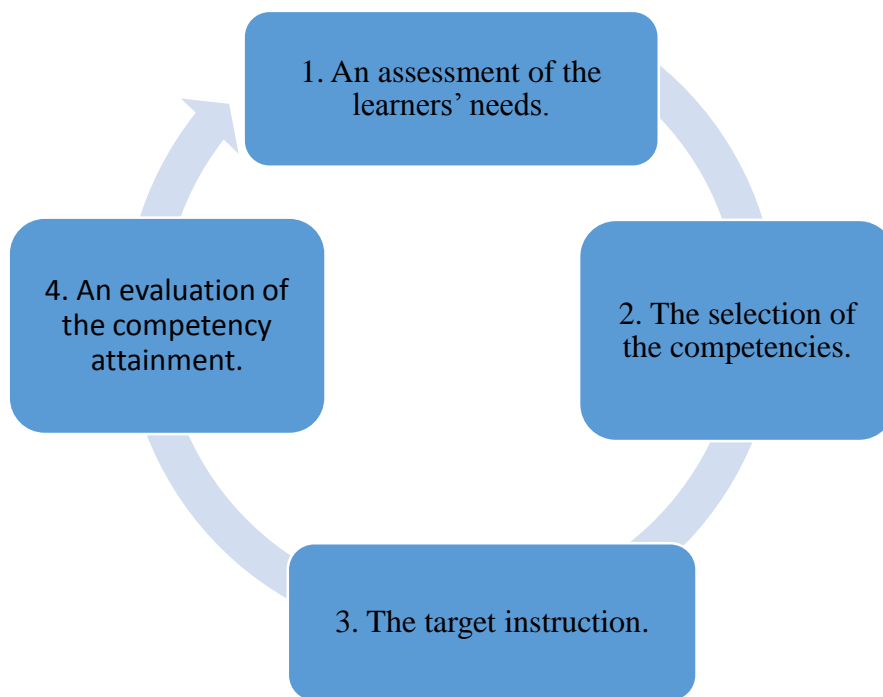 1. An assessment of the
learners’ needs.
2. The selection of
the competencies.
3. The target instruction.
4. An evaluation of
the competency
attainment.